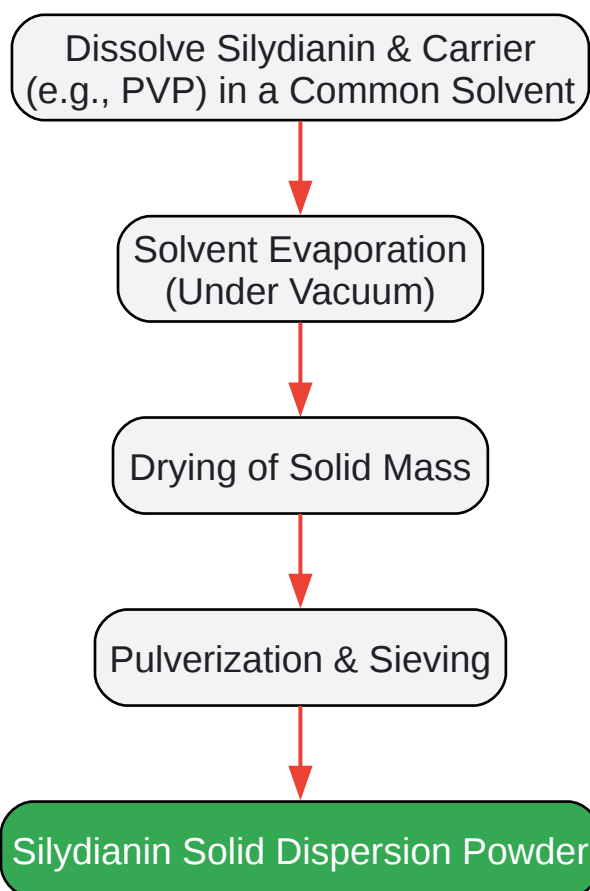 Dissolve Silydianin & Carrier
(e.g., PVP) in a Common Solvent
Solvent Evaporation
(Under Vacuum)
Drying of Solid Mass
Pulverization & Sieving
Silydianin Solid Dispersion Powder